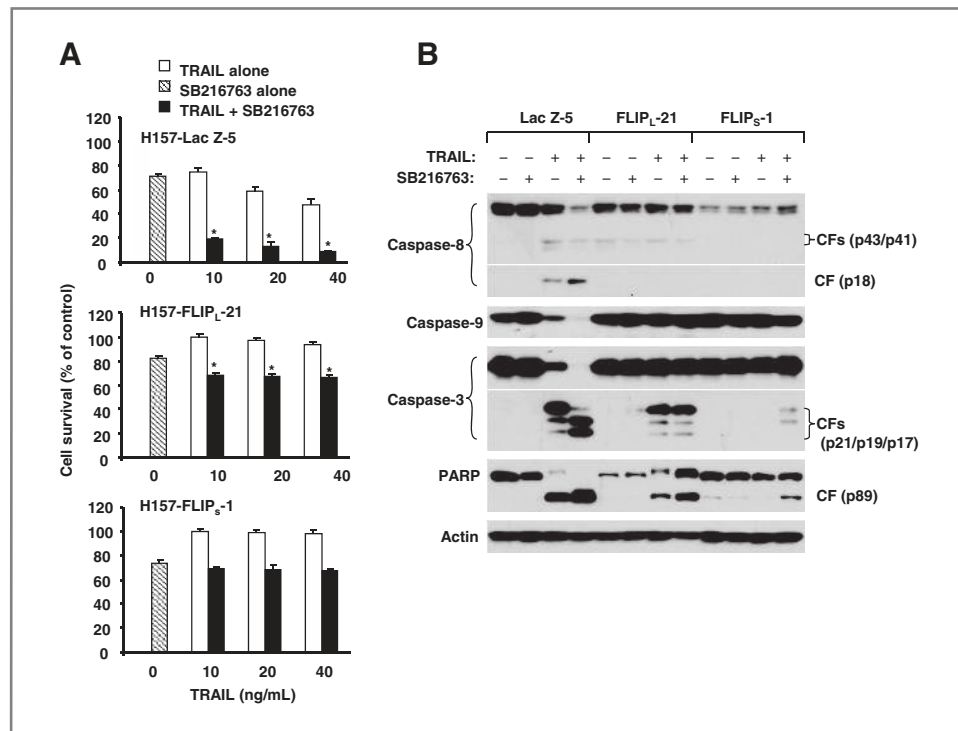 A
TRAIL alone
SB216763 alone
TRAIL + SB216763
H157-Lac Z-5
100
80
60
40
20
0
*
*
*
0 10 20 40
H157-FLIPL-21
120
100
80
60
40
20
0
*
*
*
0 10 20 40
H157-FLIPs-1
120
100
80
60
40
20
0
0 10 20 40
TRAIL (ng/mL)
Cell survival (% of control)
B
Lac Z-5 FLIPL-21 FLIPS-1
TRAIL: – – + + – – + + – – + +
SB216763: – + – + – + – + – + – +
Caspase-8
CFs (p43/p41)
CF (p18)
Caspase-9
Caspase-3
CFs
(p21/p19/p17)
PARP
CF (p89)
Actin